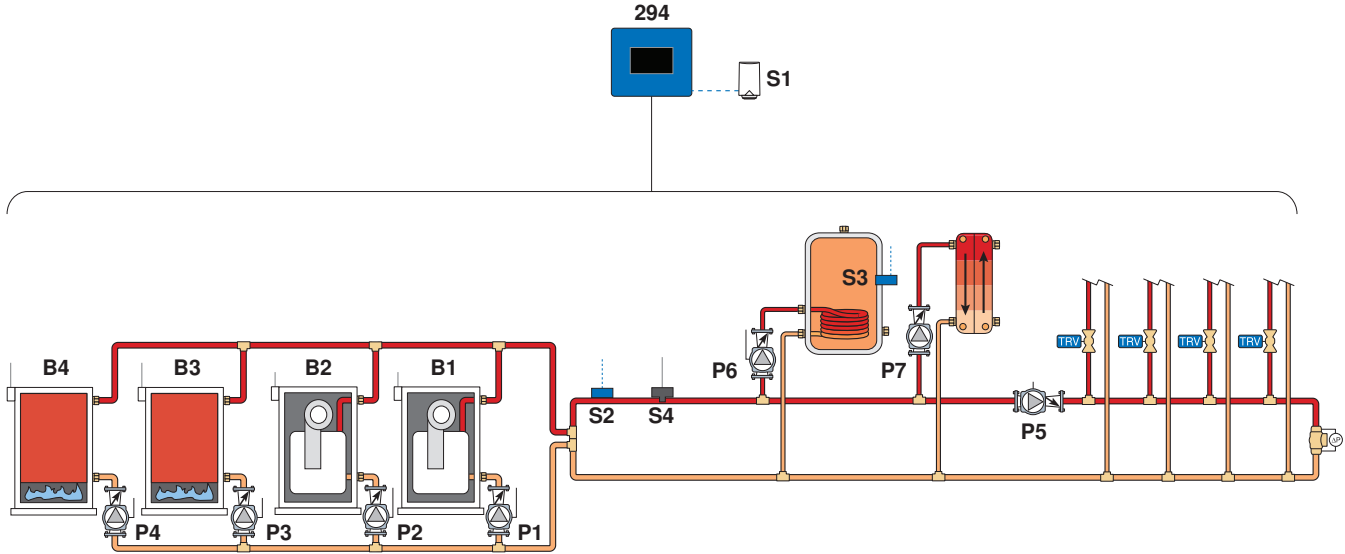 294
S1
S3
P6
P7
TRV
TRV
TRV
TRV
B4
B3
B2
B1
S2
S4
P5
ΔP
P4
P3
P2
P1